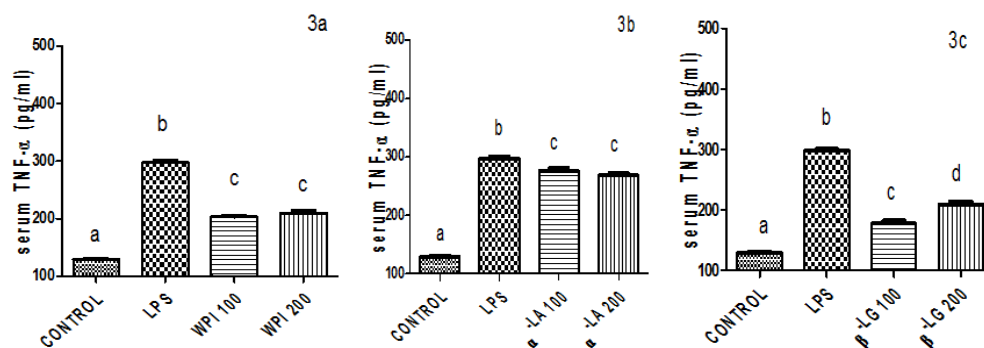 3a
serum TNF-α (pg/ml)
500
400
300
200
100
a
b
c
c
CONTROL
LPS
WPI 100
WPI 200
3b
serum TNF-α (pg/ml)
500
400
300
200
100
a
b
c
c
CONTROL
LPS
α -LA 100
α -LA 200
3c
serum TNF-α (pg/ml)
500
400
300
200
100
a
b
c
d
CONTROL
LPS
β -LG 100
β -LG 200